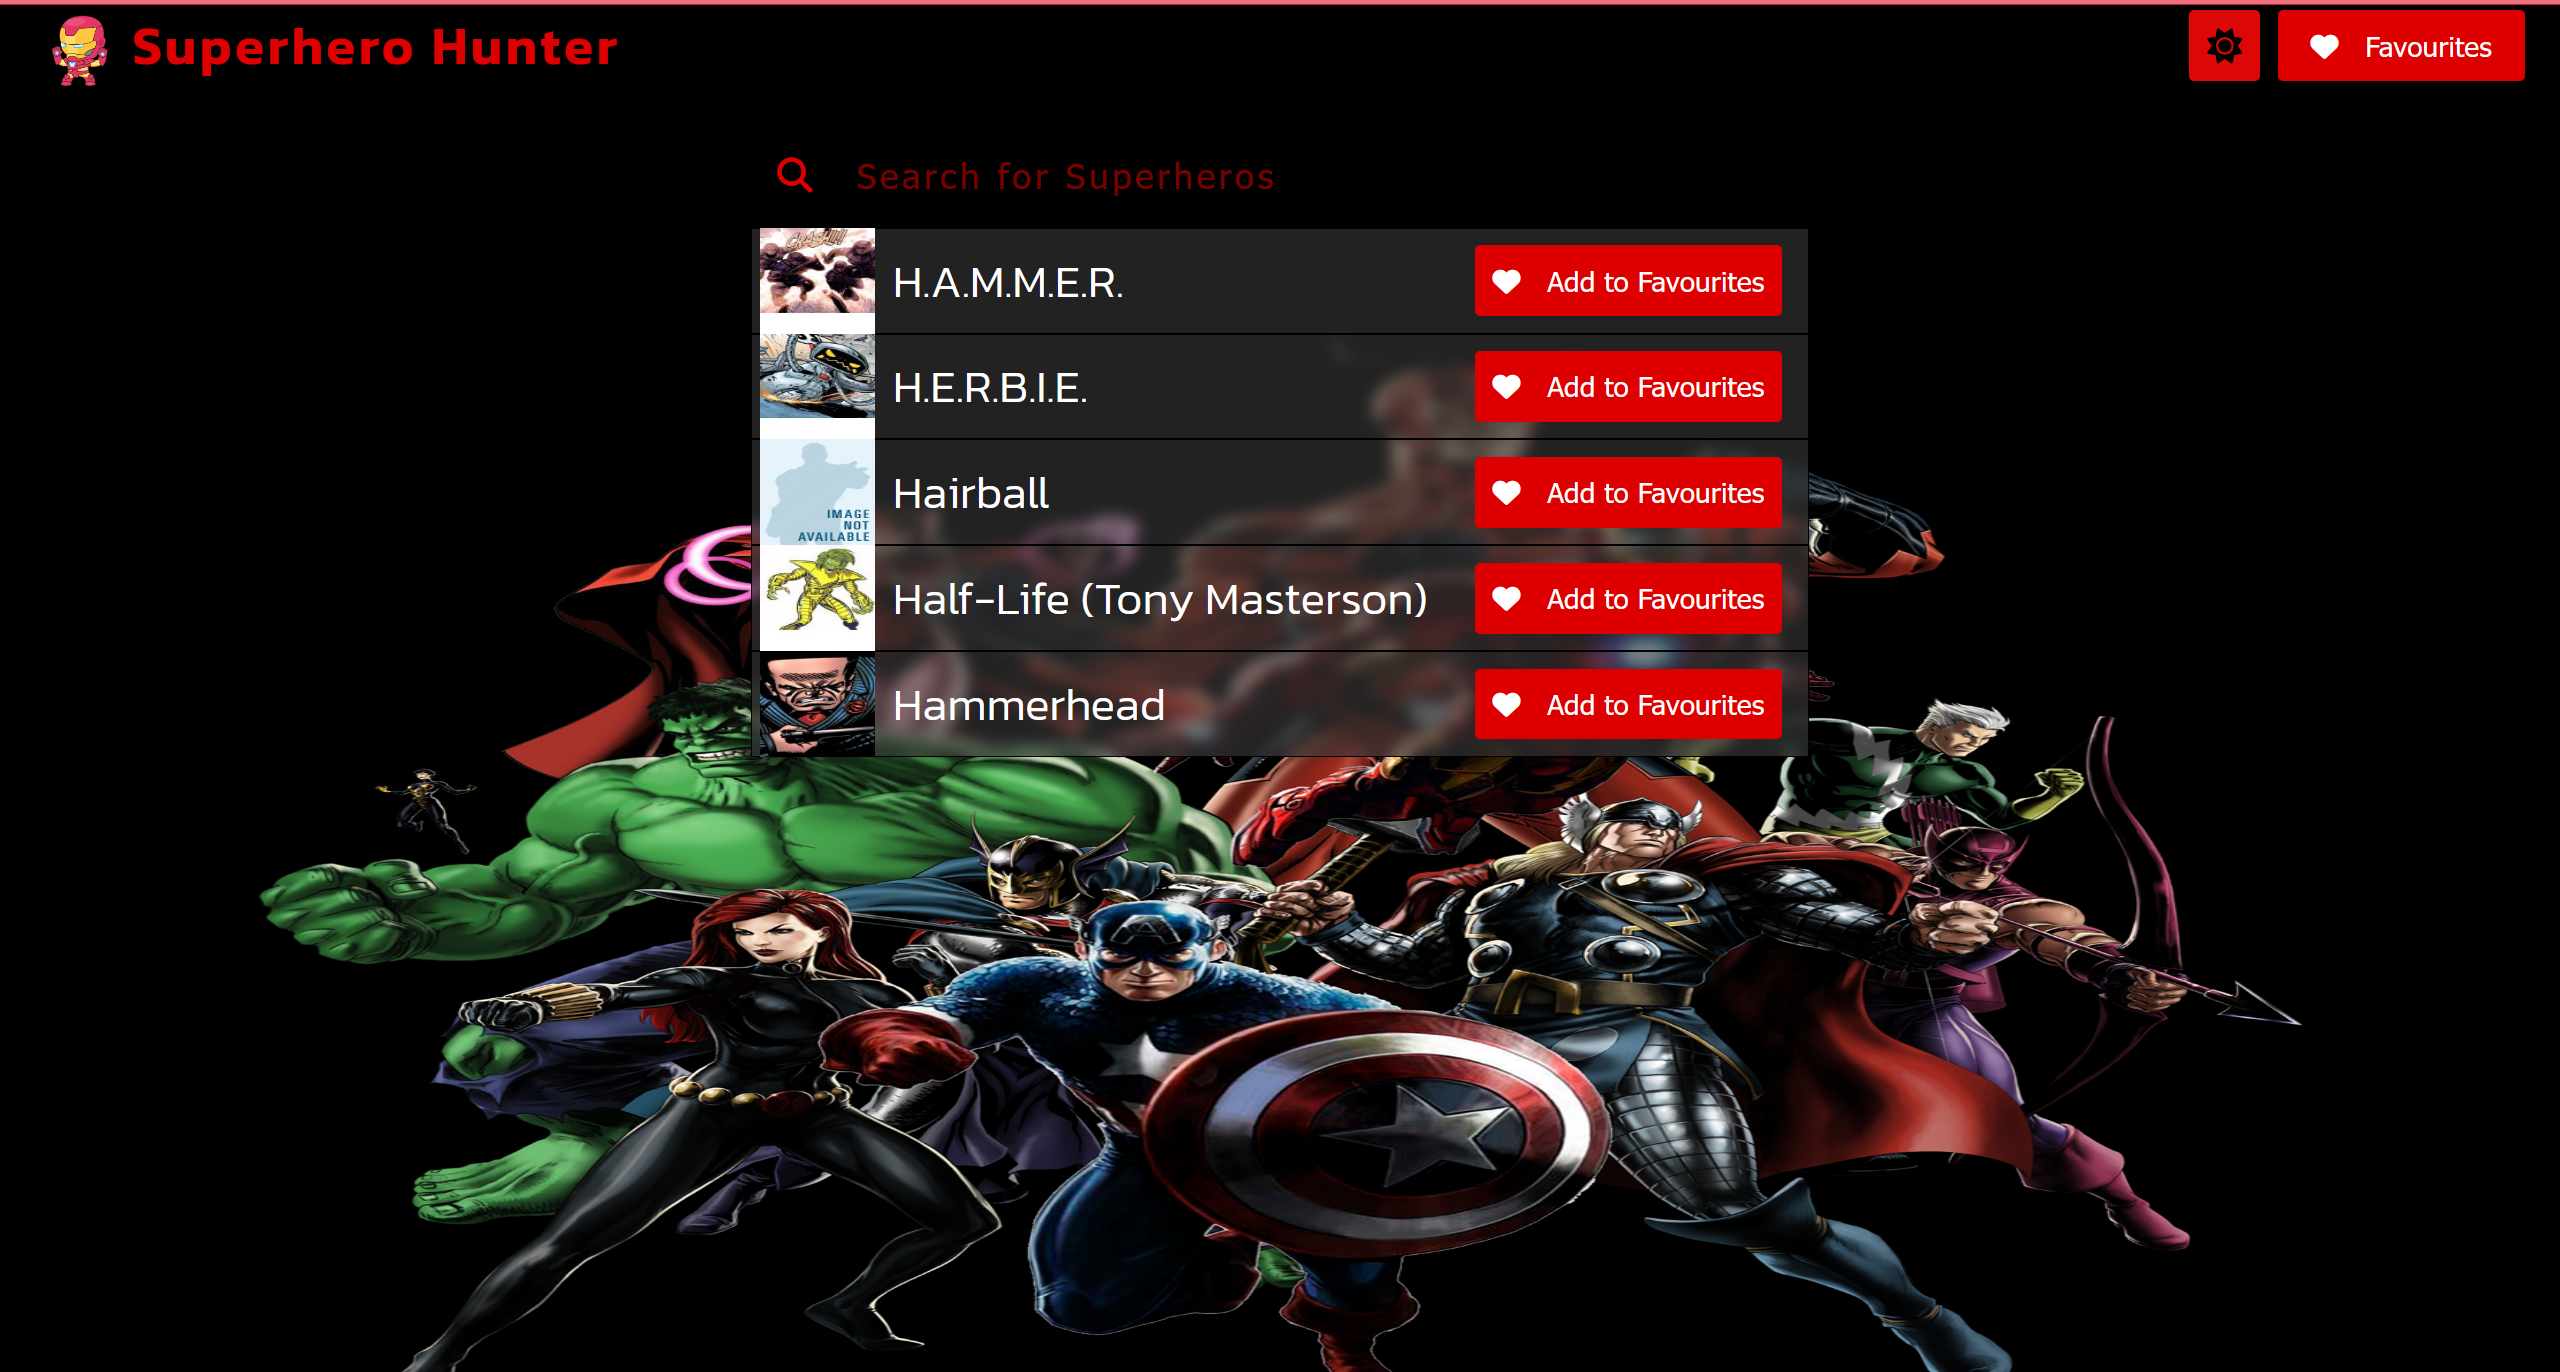 Superhero Hunter
Favourites
Search for Superheros
CRASH!!!
H.A.M.M.E.R.
Add to Favourites
H.E.R.B.I.E.
Add to Favourites
IMAGE
NOT
AVAILABLE
Hairball
Add to Favourites
Half-Life (Tony Masterson)
Add to Favourites
Hammerhead
Add to Favourites
A